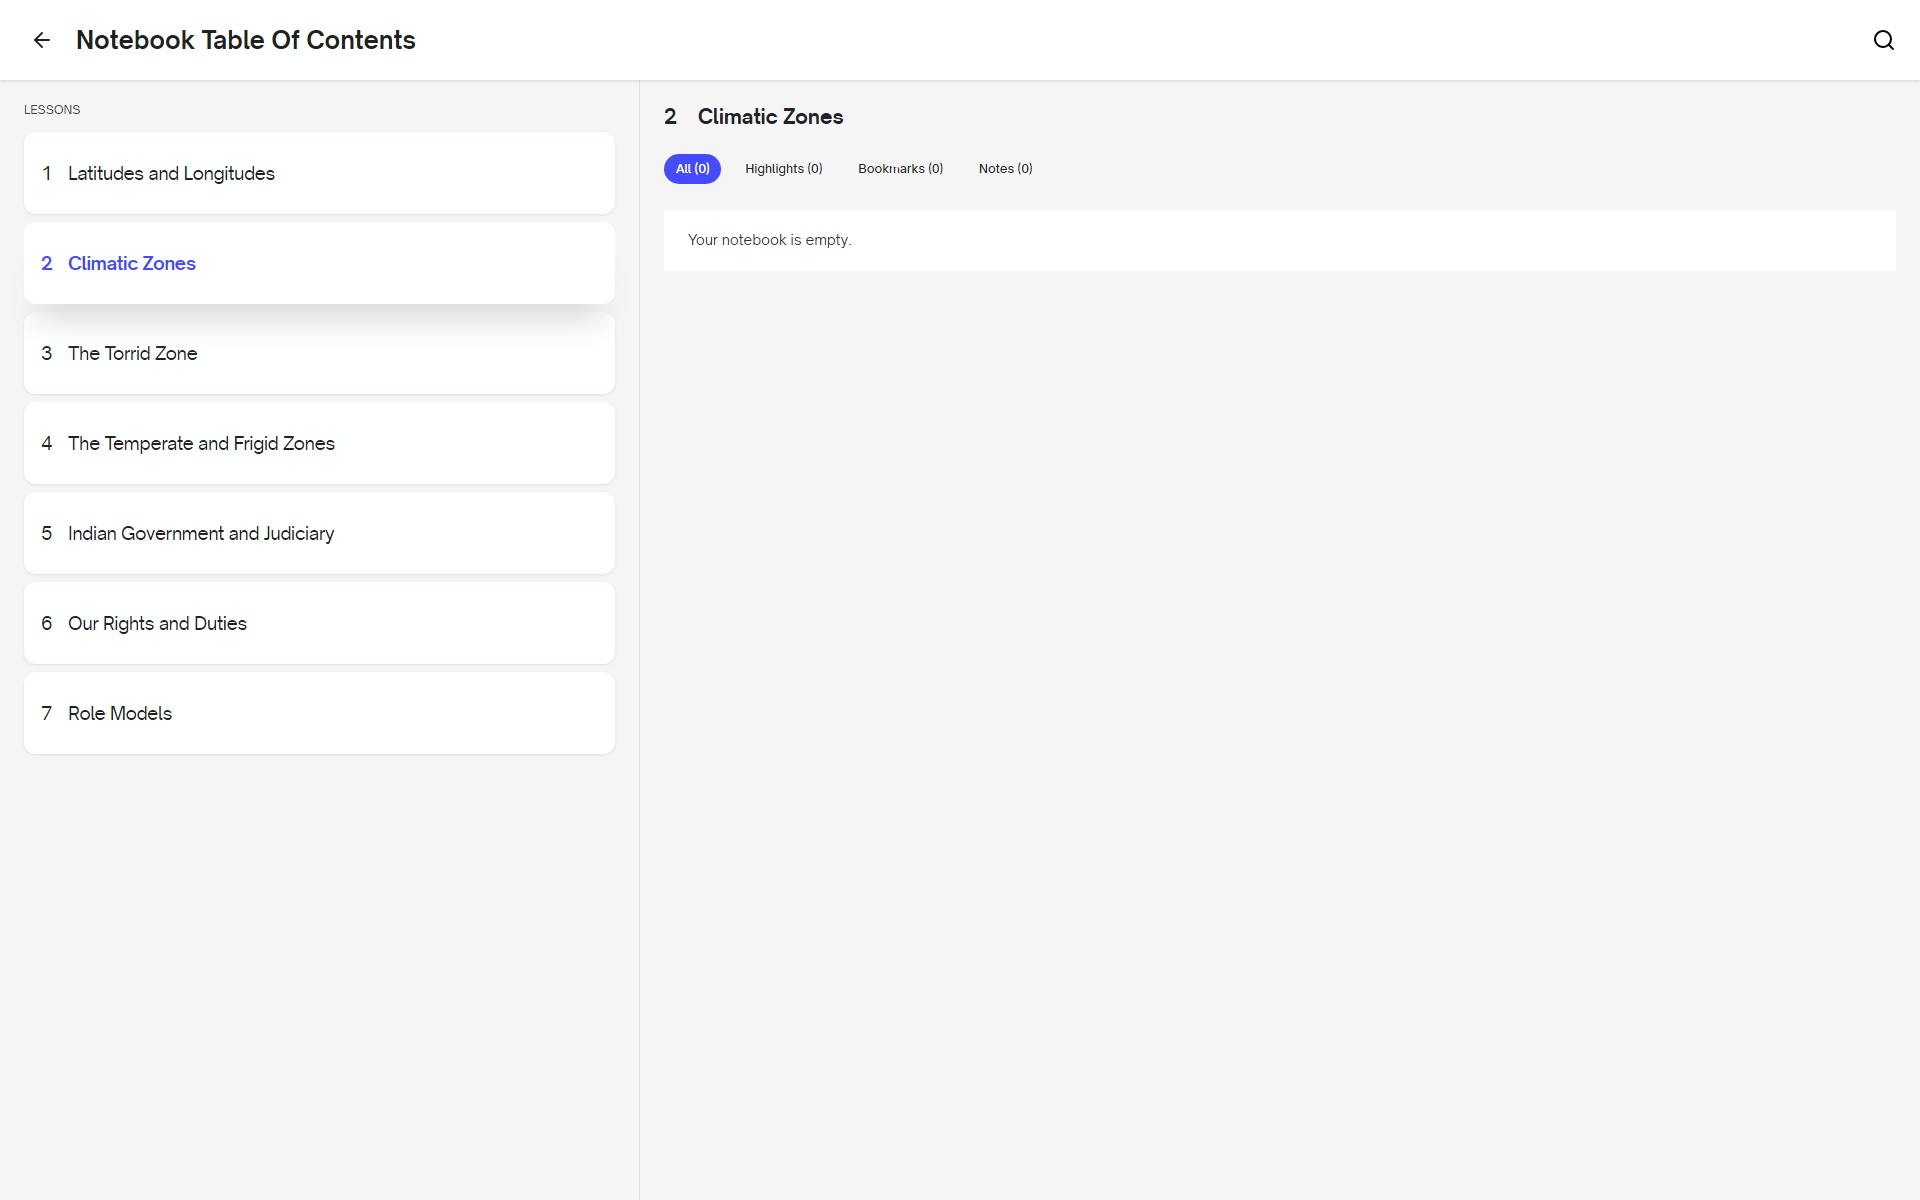 Notebook Table Of Contents
LESSONS
1 Latitudes and Longitudes
2 Climatic Zones
3 The Torrid Zone
4 The Temperate and Frigid Zones
5 Indian Government and Judiciary
6 Our Rights and Duties
7 Role Models
2 Climatic Zones
All (0) Highlights (0) Bookmarks (0) Notes (0)
Your notebook is empty.